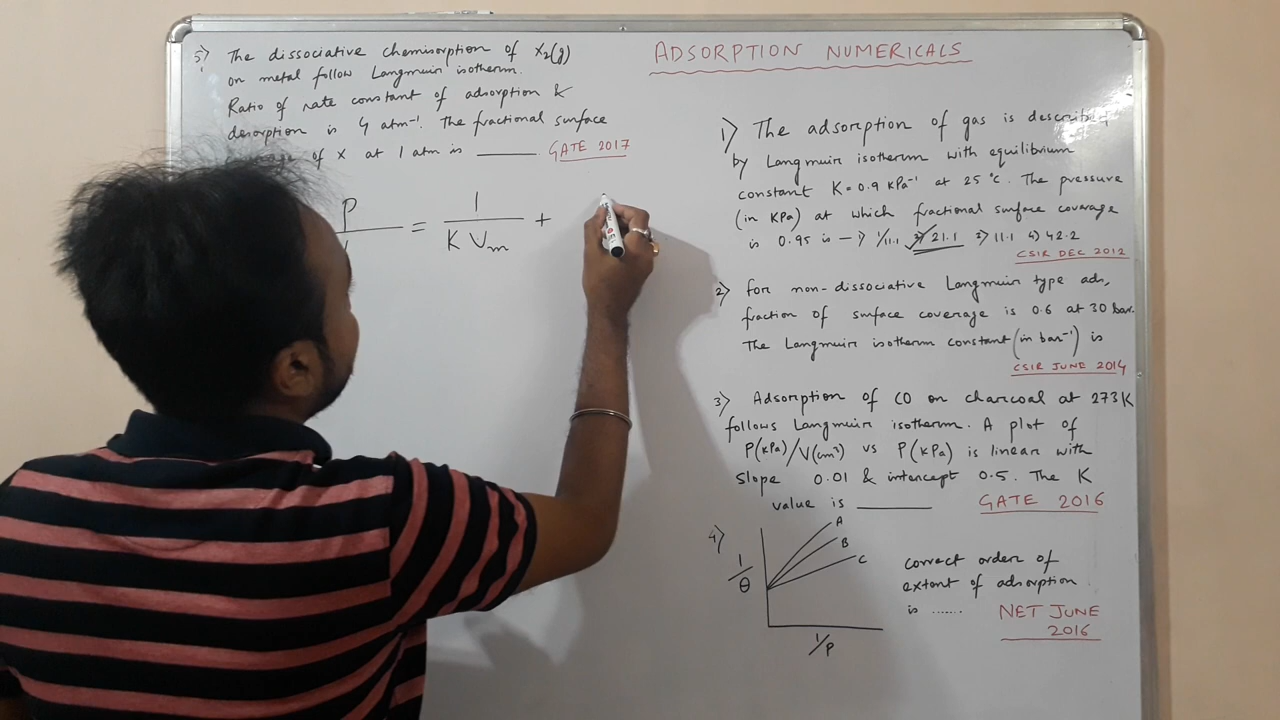 ADSORPTION NUMERICALS
5) The dissociative chemisorption of X₂(g)
on metal follow Langmuir isotherm.
Ratio of rate constant of adsorption &
desorption is 4 atm⁻¹. The fractional surface
of X at 1 atm is ______ GATE 2017
P = 1/(K Vm) +
1) The adsorption of gas is described
by Langmuir isotherm with equilibrium
constant K = 0.9 KPa⁻¹ at 25 °C. The pressure
(in KPa) at which fractional surface coverage
is 0.95 is → 1) 1/11.1 2) 21.1 3) 11.1 4) 42.2
CSIR DEC 2012
2) For non-dissociative Langmuir type ads,
fraction of surface coverage is 0.6 at 30 bar.
The Langmuir isotherm constant (in bar⁻¹) is
CSIR JUNE 2014
3) Adsorption of CO on charcoal at 273K
follows Langmuir isotherm. A plot of
P(KPa)/V(cm³) vs P(KPa) is linear with
slope 0.01 & intercept 0.5. The K
value is ______ GATE 2016
4)
A
B
C
1/θ
1/P
correct order of
extent of adsorption
is ...... NET JUNE
2016